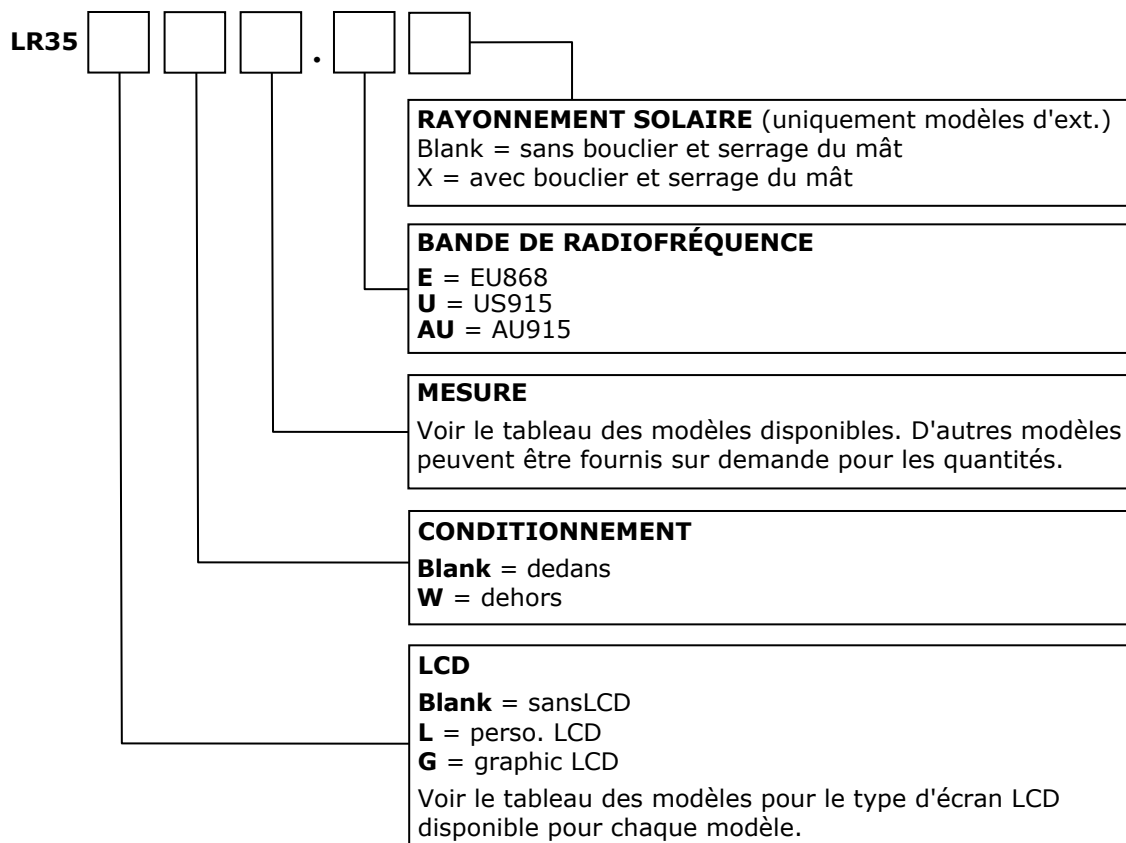 LR35 .
RAYONNEMENT SOLAIRE (uniquement modèles d'ext.)
Blank = sans bouclier et serrage du mât
X = avec bouclier et serrage du mât
BANDE DE RADIOFRÉQUENCE
E = EU868
U = US915
AU = AU915
MESURE
Voir le tableau des modèles disponibles. D'autres modèles
peuvent être fournis sur demande pour les quantités.
CONDITIONNEMENT
Blank = dedans
W = dehors
LCD
Blank = sansLCD
L = perso. LCD
G = graphic LCD
Voir le tableau des modèles pour le type d'écran LCD
disponible pour chaque modèle.